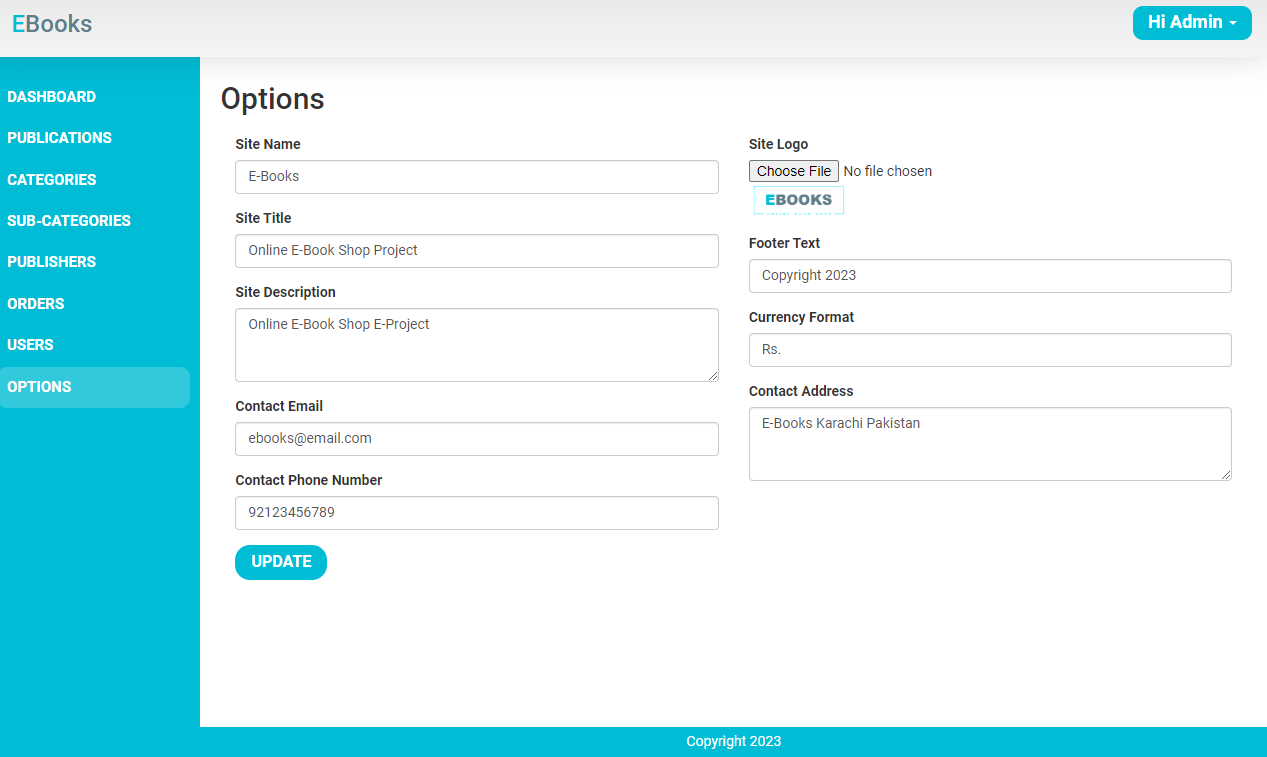 EBooks
Hi Admin
DASHBOARD
PUBLICATIONS
CATEGORIES
SUB-CATEGORIES
PUBLISHERS
ORDERS
USERS
OPTIONS
Options
Site Name
E-Books
Site Title
Online E-Book Shop Project
Site Description
Online E-Book Shop E-Project
Contact Email
ebooks@email.com
Contact Phone Number
92123456789
UPDATE
Site Logo
Choose File No file chosen
EBOOKS
Footer Text
Copyright 2023
Currency Format
Rs.
Contact Address
E-Books Karachi Pakistan
Copyright 2023